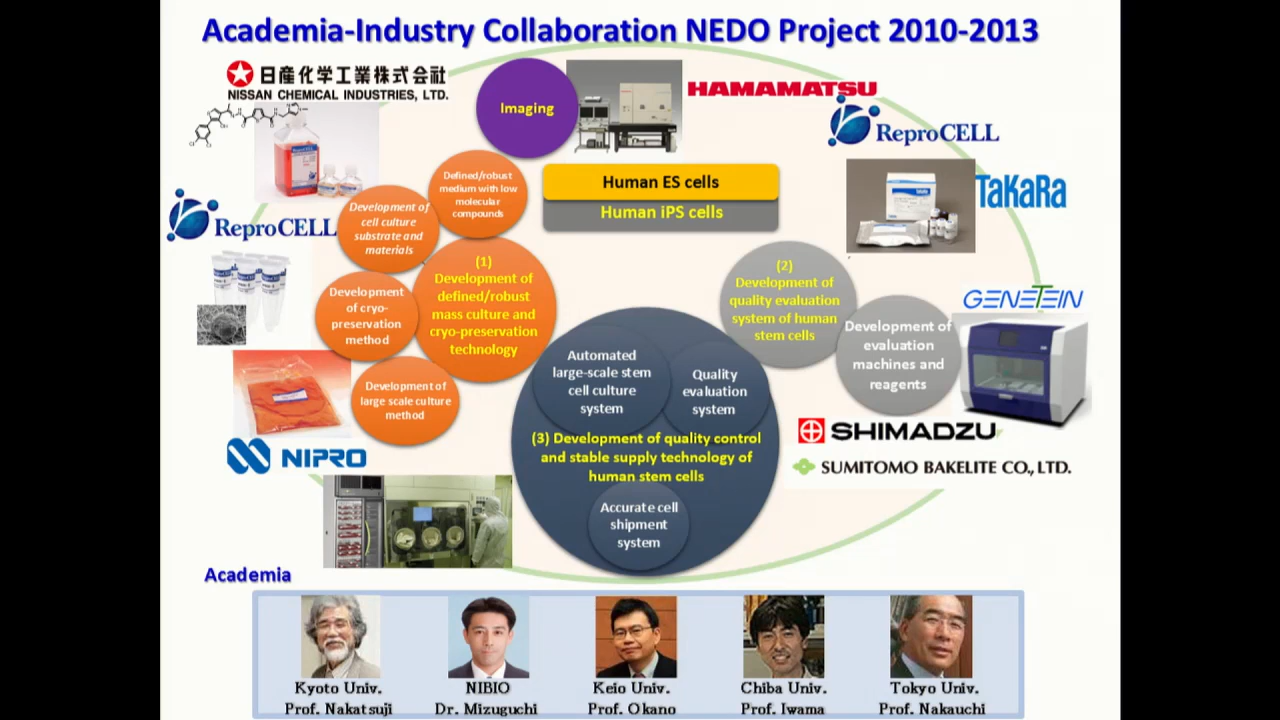 Academia-Industry Collaboration NEDO Project 2010-2013
日産化学工業株式会社
NISSAN CHEMICAL INDUSTRIES, LTD.
Imaging
HAMAMATSU
ReproCELL
TaKaRa
Human ES cells
Human iPS cells
Defined/robust
medium with low
molecular
compounds
Development of
cell culture
substrate and
materials
ReproCELL
(1)
Development of
defined/robust
mass culture and
cryo-preservation
technology
Development
of cryo-
preservation
method
Development of
large scale culture
method
NIPRO
(2)
Development of
quality evaluation
system of human
stem cells
Development of
evaluation
machines and
reagents
GENETEIN
SHIMADZU
SUMITOMO BAKELITE CO., LTD.
Automated
large-scale stem
cell culture
system
Quality
evaluation
system
(3) Development of quality control
and stable supply technology of
human stem cells
Accurate cell
shipment
system
Academia
Kyoto Univ.
Prof. Nakatsuji
NIBIO
Dr. Mizuguchi
Keio Univ.
Prof. Okano
Chiba Univ.
Prof. Iwama
Tokyo Univ.
Prof. Nakauchi